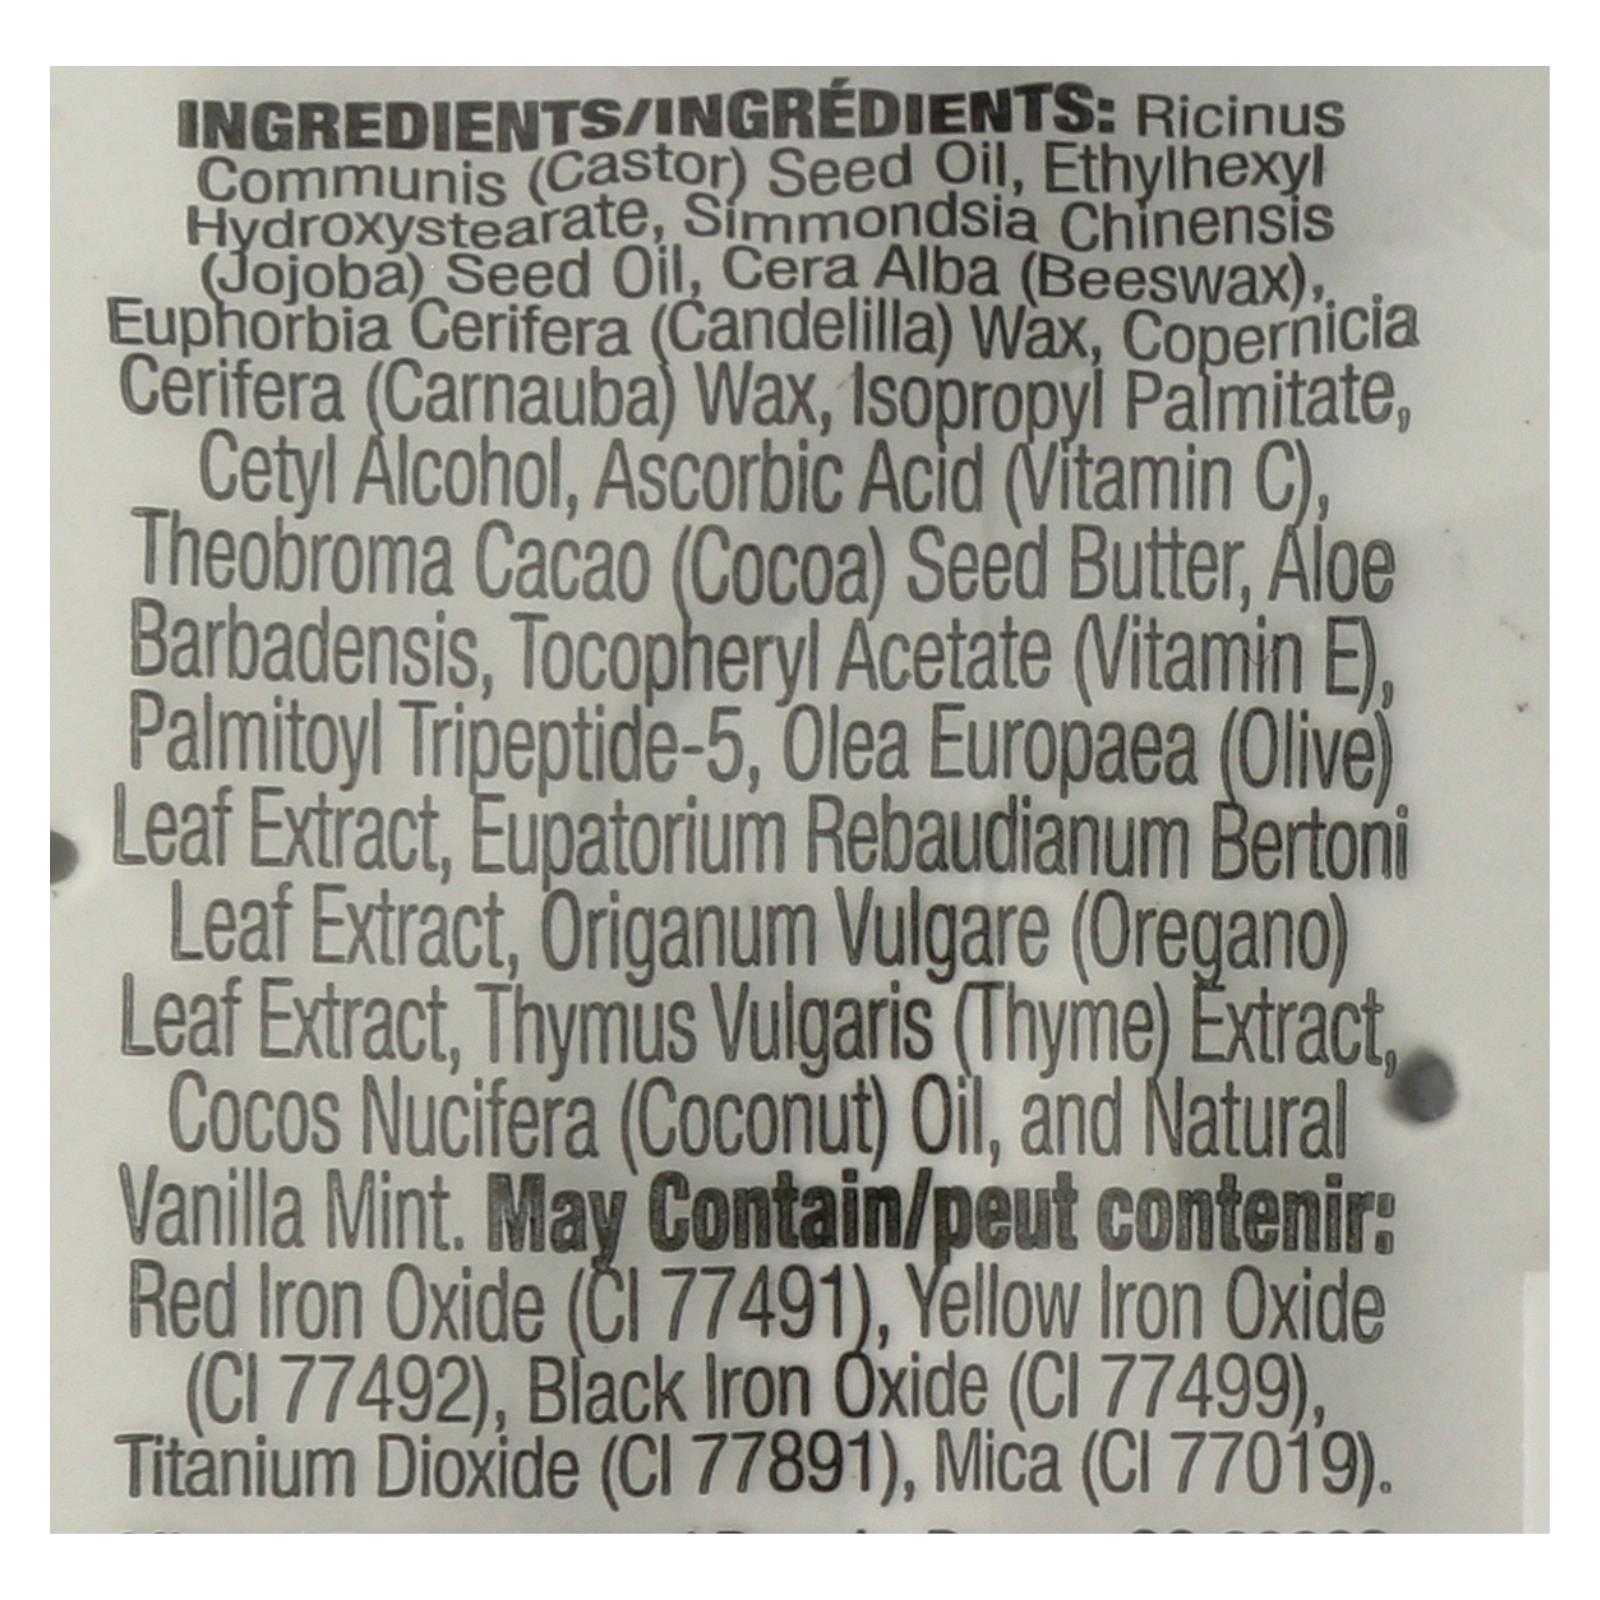 INGREDIENTS/INGRÉDIENTS: Ricinus
Communis (Castor) Seed Oil, Ethylhexyl
Hydroxystearate, Simmondsia Chinensis
(Jojoba) Seed Oil, Cera Alba (Beeswax),
Euphorbia Cerifera (Candelilla) Wax, Copernicia
Cerifera (Carnauba) Wax, Isopropyl Palmitate,
Cetyl Alcohol, Ascorbic Acid (Vitamin C),
Theobroma Cacao (Cocoa) Seed Butter, Aloe
Barbadensis, Tocopheryl Acetate (Vitamin E),
Palmitoyl Tripeptide-5, Olea Europaea (Olive)
Leaf Extract, Eupatorium Rebaudianum Bertoni
Leaf Extract, Origanum Vulgare (Oregano)
Leaf Extract, Thymus Vulgaris (Thyme) Extract,
Cocos Nucifera (Coconut) Oil, and Natural
Vanilla Mint. May Contain/peut contenir:
Red Iron Oxide (CI 77491), Yellow Iron Oxide
(CI 77492), Black Iron Oxide (CI 77499),
Titanium Dioxide (CI 77891), Mica (CI 77019).